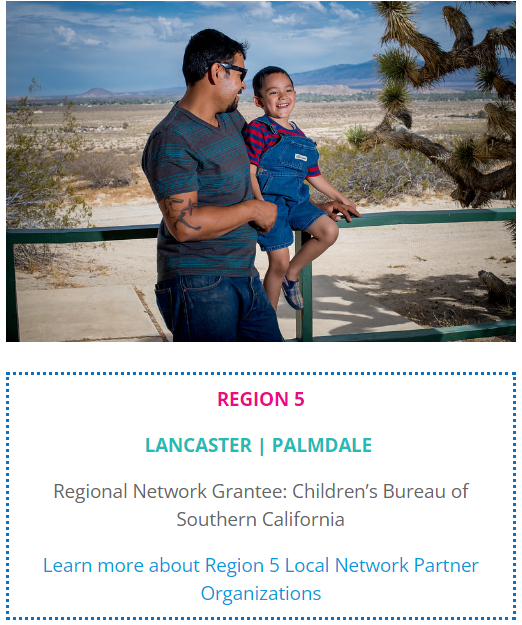 REGION 5
LANCASTER | PALMDALE
Regional Network Grantee: Children’s Bureau of
Southern California
Learn more about Region 5 Local Network Partner
Organizations